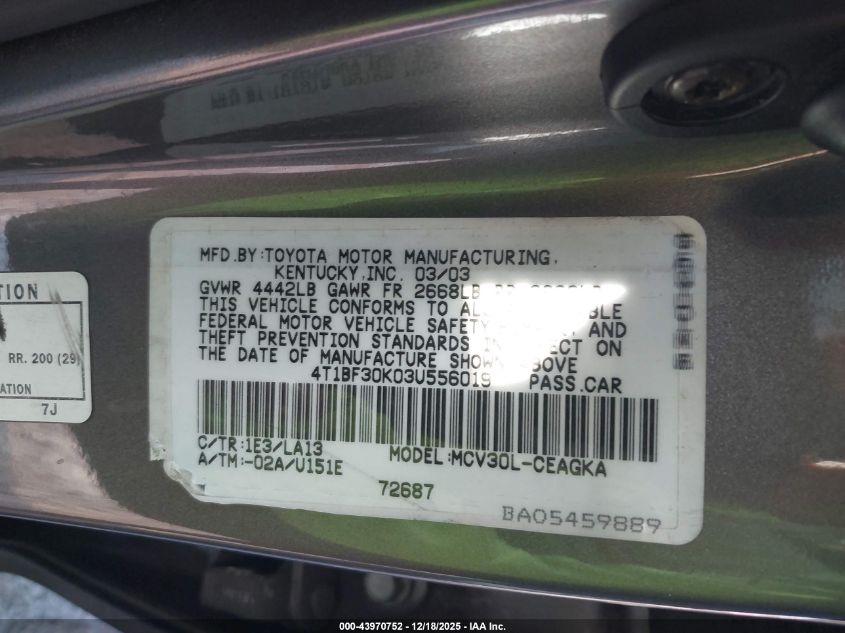 MFD.BY:TOYOTA MOTOR MANUFACTURING,
KENTUCKY,INC. 03/03
GVWR 4442LB GAWR FR 2668LB
THIS VEHICLE CONFORMS TO
FEDERAL MOTOR VEHICLE SAFETY AND
THEFT PREVENTION STANDARDS IN ON
THE DATE OF MANUFACTURE SHOWN ABOVE
4T1BF30K03U556019 PASS.CAR
C/TR:1E3/LA13
A/TM:-02A/U151E
MODEL:MCV30L-CEAGKA
72687
BA05459889
RR. 200 (29)
7J
000-43970752 - 12/18/2025 - IAA Inc.